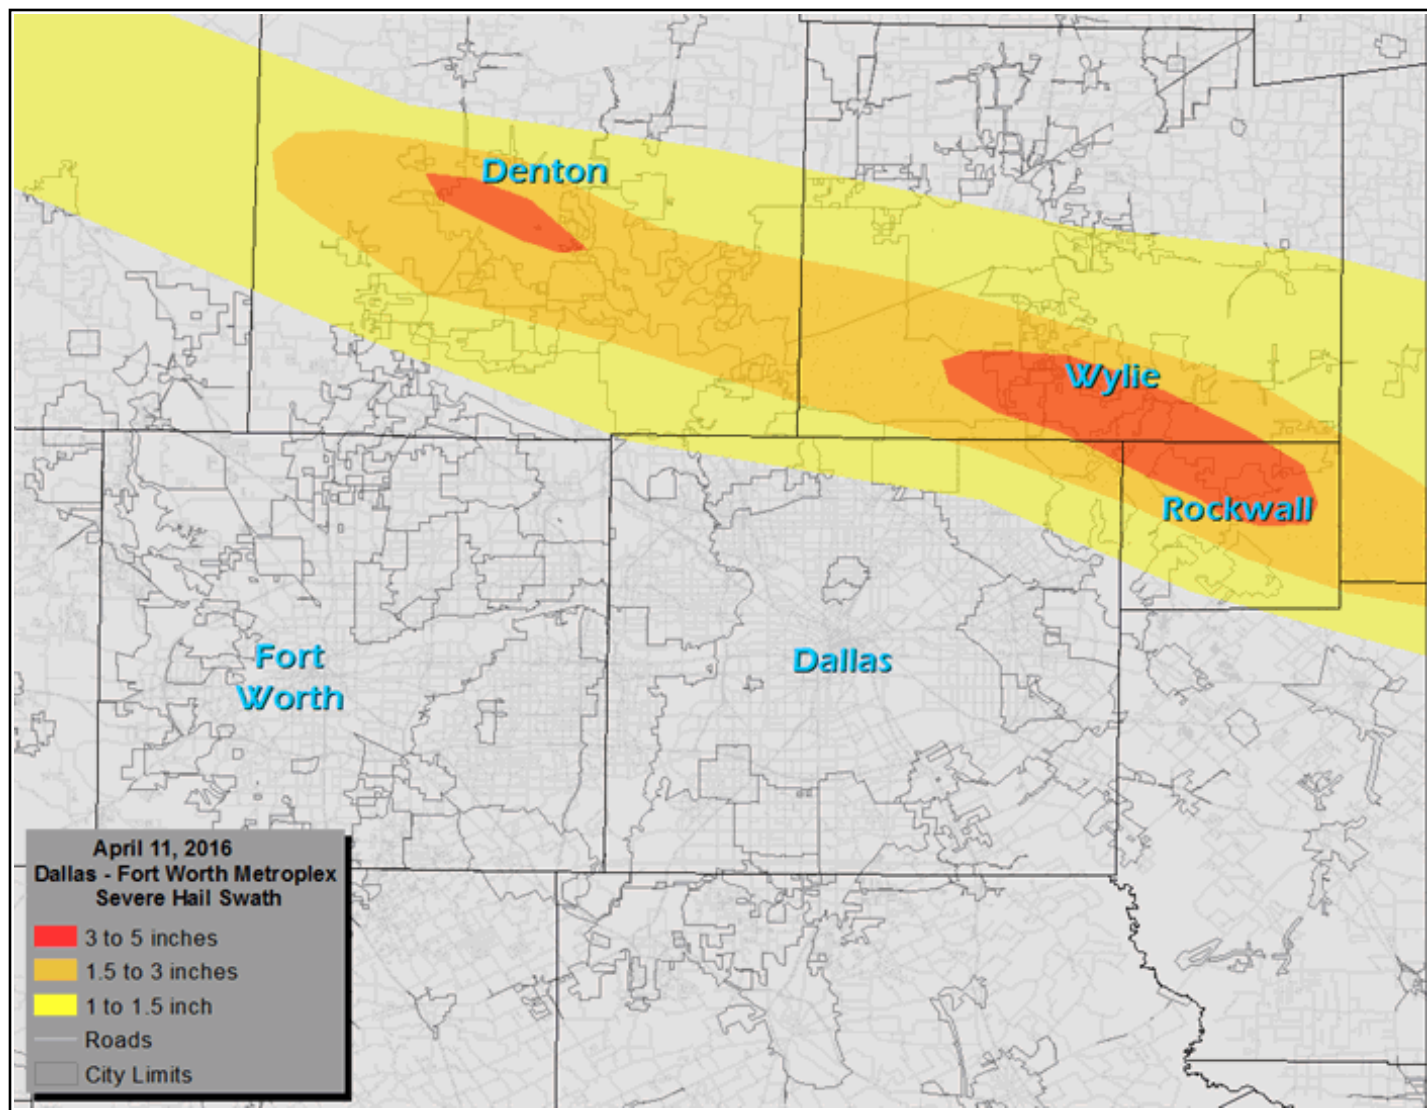 Denton
Wylie
Rockwall
Fort
Worth
Dallas
April 11, 2016
Dallas - Fort Worth Metroplex
Severe Hail Swath
3 to 5 inches
1.5 to 3 inches
1 to 1.5 inch
Roads
City Limits